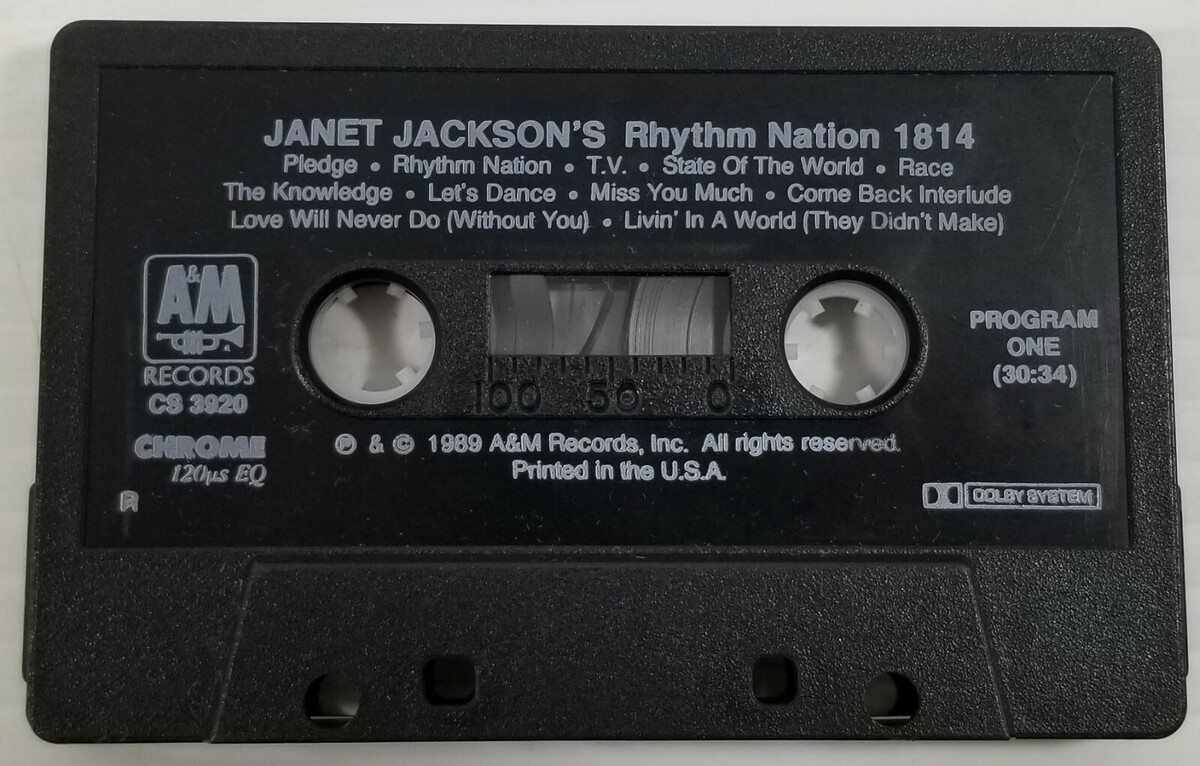 JANET JACKSON'S Rhythm Nation 1814
Pledge • Rhythm Nation • T.V. • State Of The World • Race
The Knowledge • Let's Dance • Miss You Much • Come Back Interlude
Love Will Never Do (Without You) • Livin' In A World (They Didn't Make)
A&M
RECORDS
CS 3920
CHROME
120µs EQ
R
100 50 0
PROGRAM
ONE
(30:34)
℗ & © 1989 A&M Records, Inc. All rights reserved.
Printed in the U.S.A.
DOLBY SYSTEM